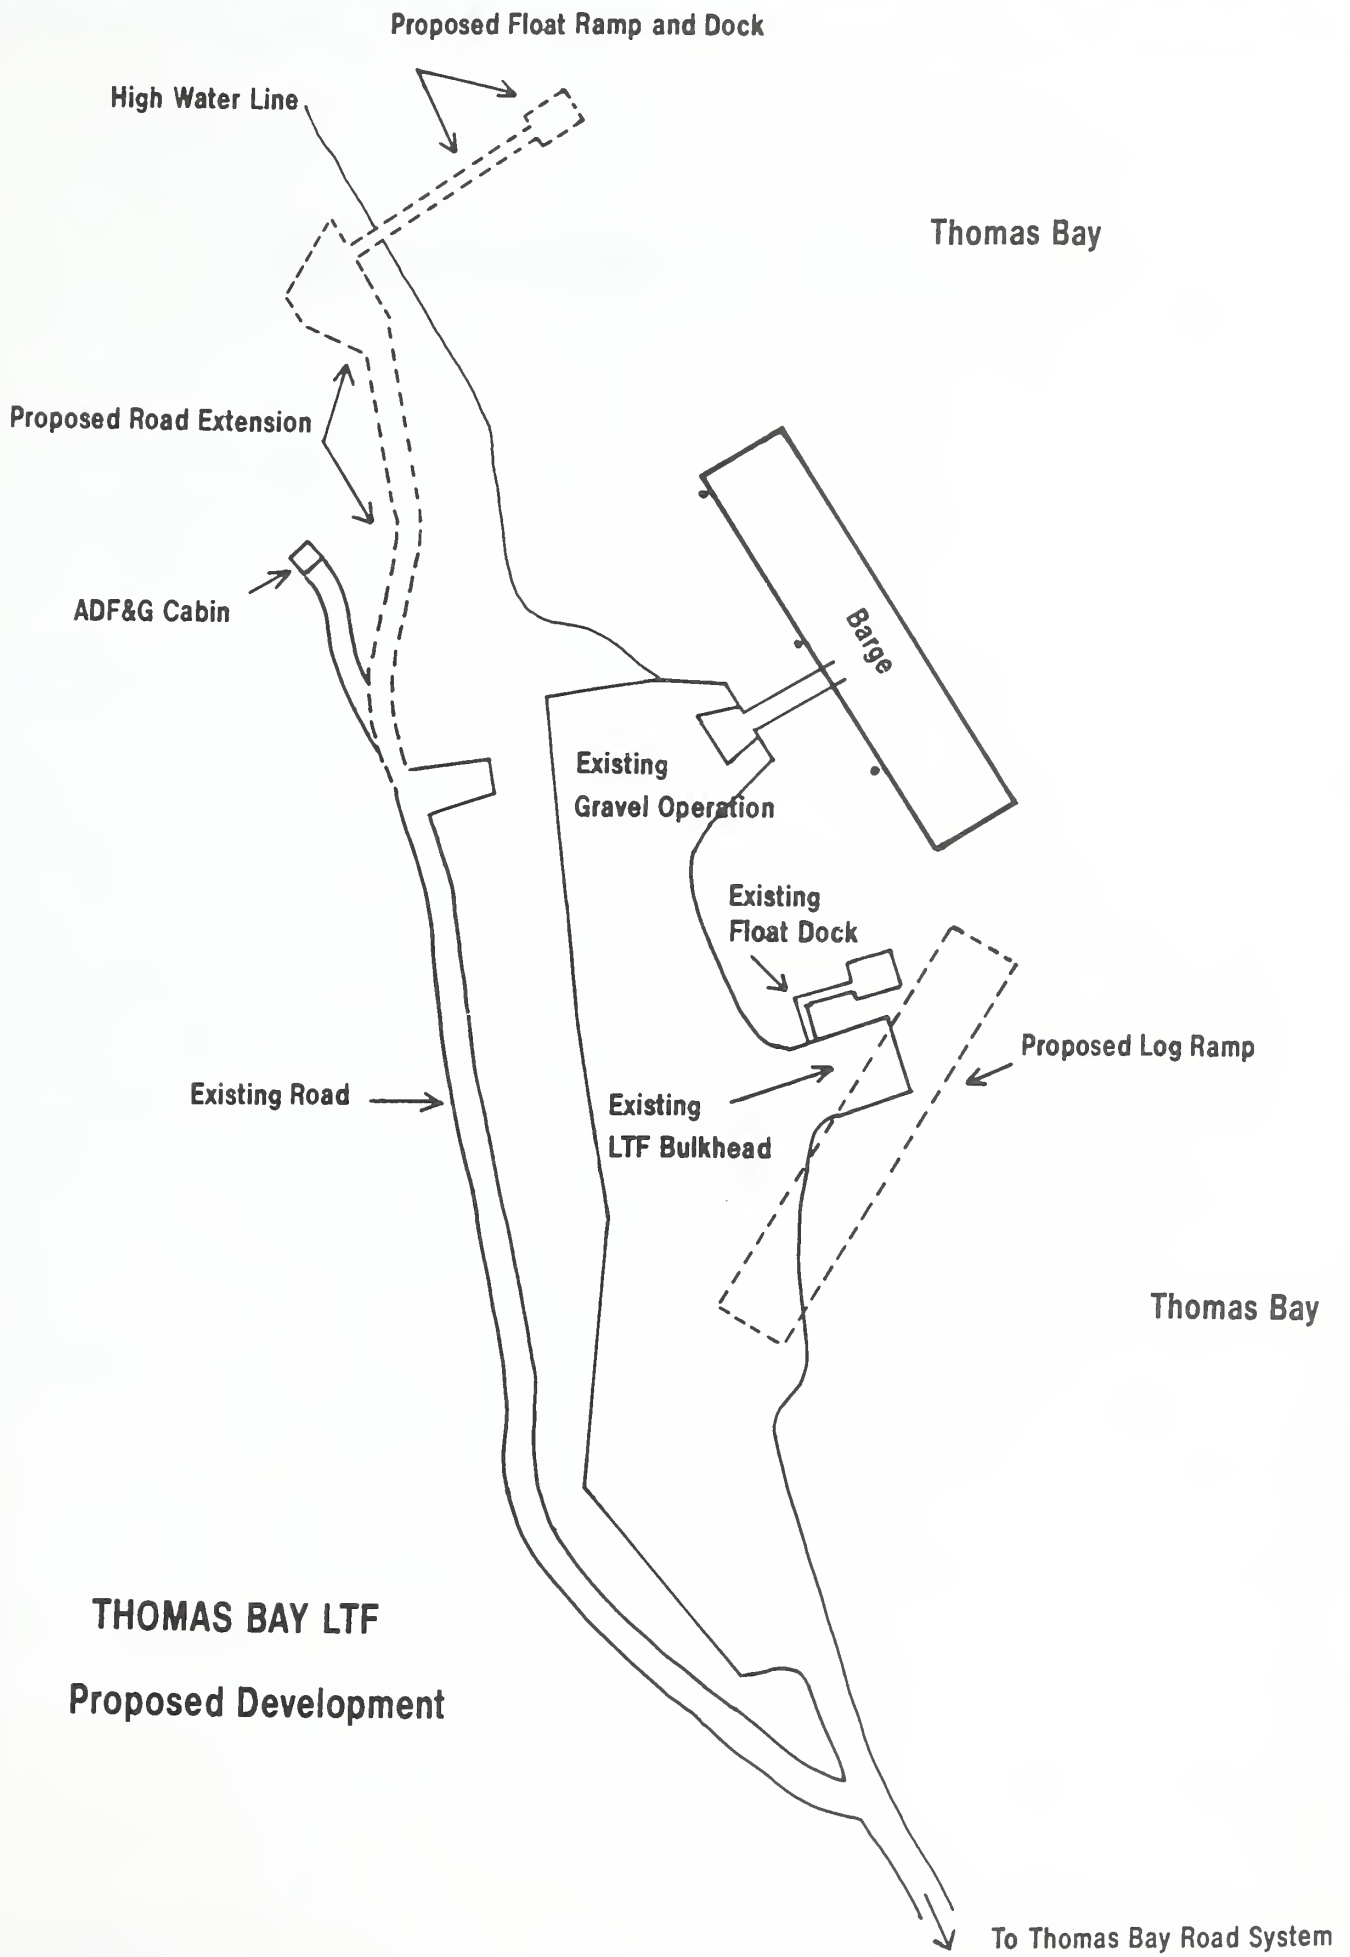 Proposed Float Ramp and Dock
High Water Line
Thomas Bay
Proposed Road Extension
ADF&G Cabin
Barge
Existing
Gravel Operation
Existing
Float Dock
Proposed Log Ramp
Existing Road
Existing
LTF Bulkhead
Thomas Bay
THOMAS BAY LTF
Proposed Development
To Thomas Bay Road System